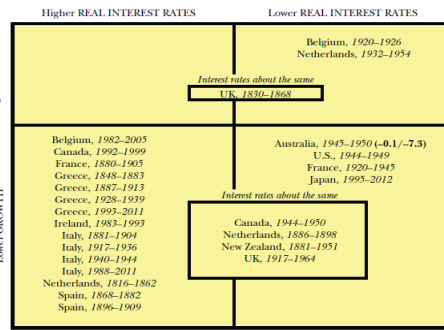 Higher REAL INTEREST RATES
Lower REAL INTEREST RATES
Belgium, 1920–1926
Netherlands, 1932–1954
Interest rates about the same
UK, 1830–1868
Belgium, 1982–2005
Canada, 1992–1999
France, 1880–1905
Greece, 1848–1883
Greece, 1887–1913
Greece, 1928–1939
Greece, 1993–2011
Ireland, 1983–1993
Italy, 1881–1904
Italy, 1917–1936
Italy, 1940–1944
Italy, 1988–2011
Netherlands, 1816–1862
Spain, 1868–1882
Spain, 1896–1909
Australia, 1945–1950 (–0.1/–7.3)
U.S., 1944–1949
France, 1920–1945
Japan, 1995–2012
Interest rates about the same
Canada, 1944–1950
Netherlands, 1886–1898
New Zealand, 1881–1951
UK, 1917–1964
Lower GROWTH